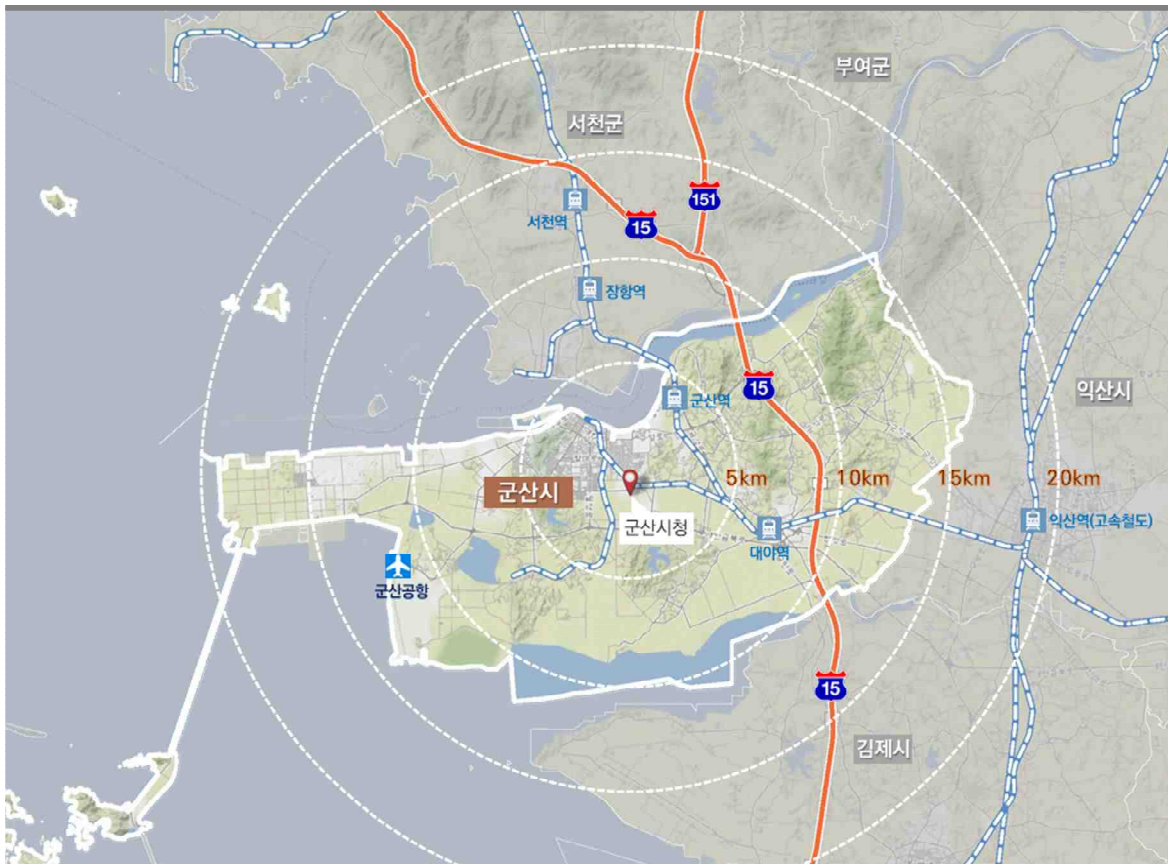 부여군
서천군
151
서천역
15
장항역
15
익산시
군산역
5km
10km
15km
20km
군산시
군산시청
익산역(고속철도)
대야역
군산공항
15
김제시